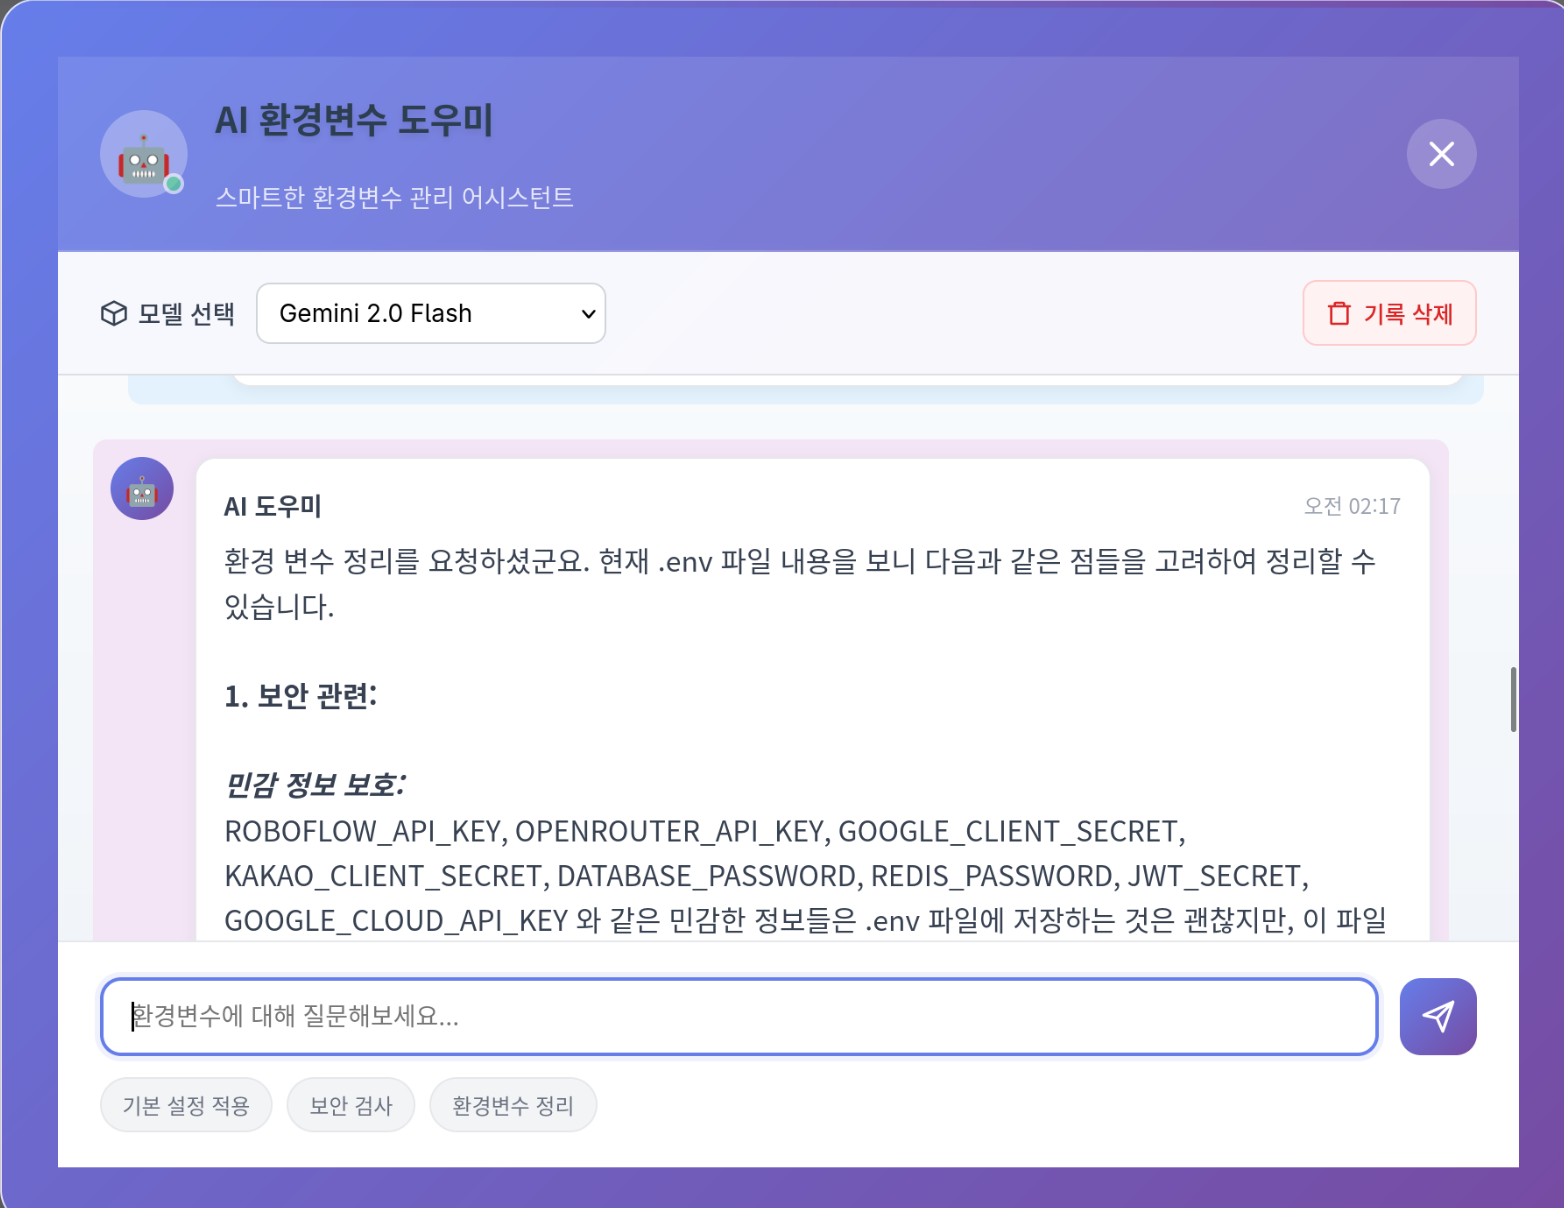 AI 환경변수 도우미
스마트한 환경변수 관리 어시스턴트
모델 선택
Gemini 2.0 Flash
기록 삭제
AI 도우미
오전 02:17
환경 변수 정리를 요청하셨군요. 현재 .env 파일 내용을 보니 다음과 같은 점들을 고려하여 정리할 수
있습니다.
1. 보안 관련:
민감 정보 보호:
ROBOFLOW_API_KEY, OPENROUTER_API_KEY, GOOGLE_CLIENT_SECRET,
KAKAO_CLIENT_SECRET, DATABASE_PASSWORD, REDIS_PASSWORD, JWT_SECRET,
GOOGLE_CLOUD_API_KEY 와 같은 민감한 정보들은 .env 파일에 저장하는 것은 괜찮지만, 이 파일
환경변수에 대해 질문해보세요...
기본 설정 적용
보안 검사
환경변수 정리